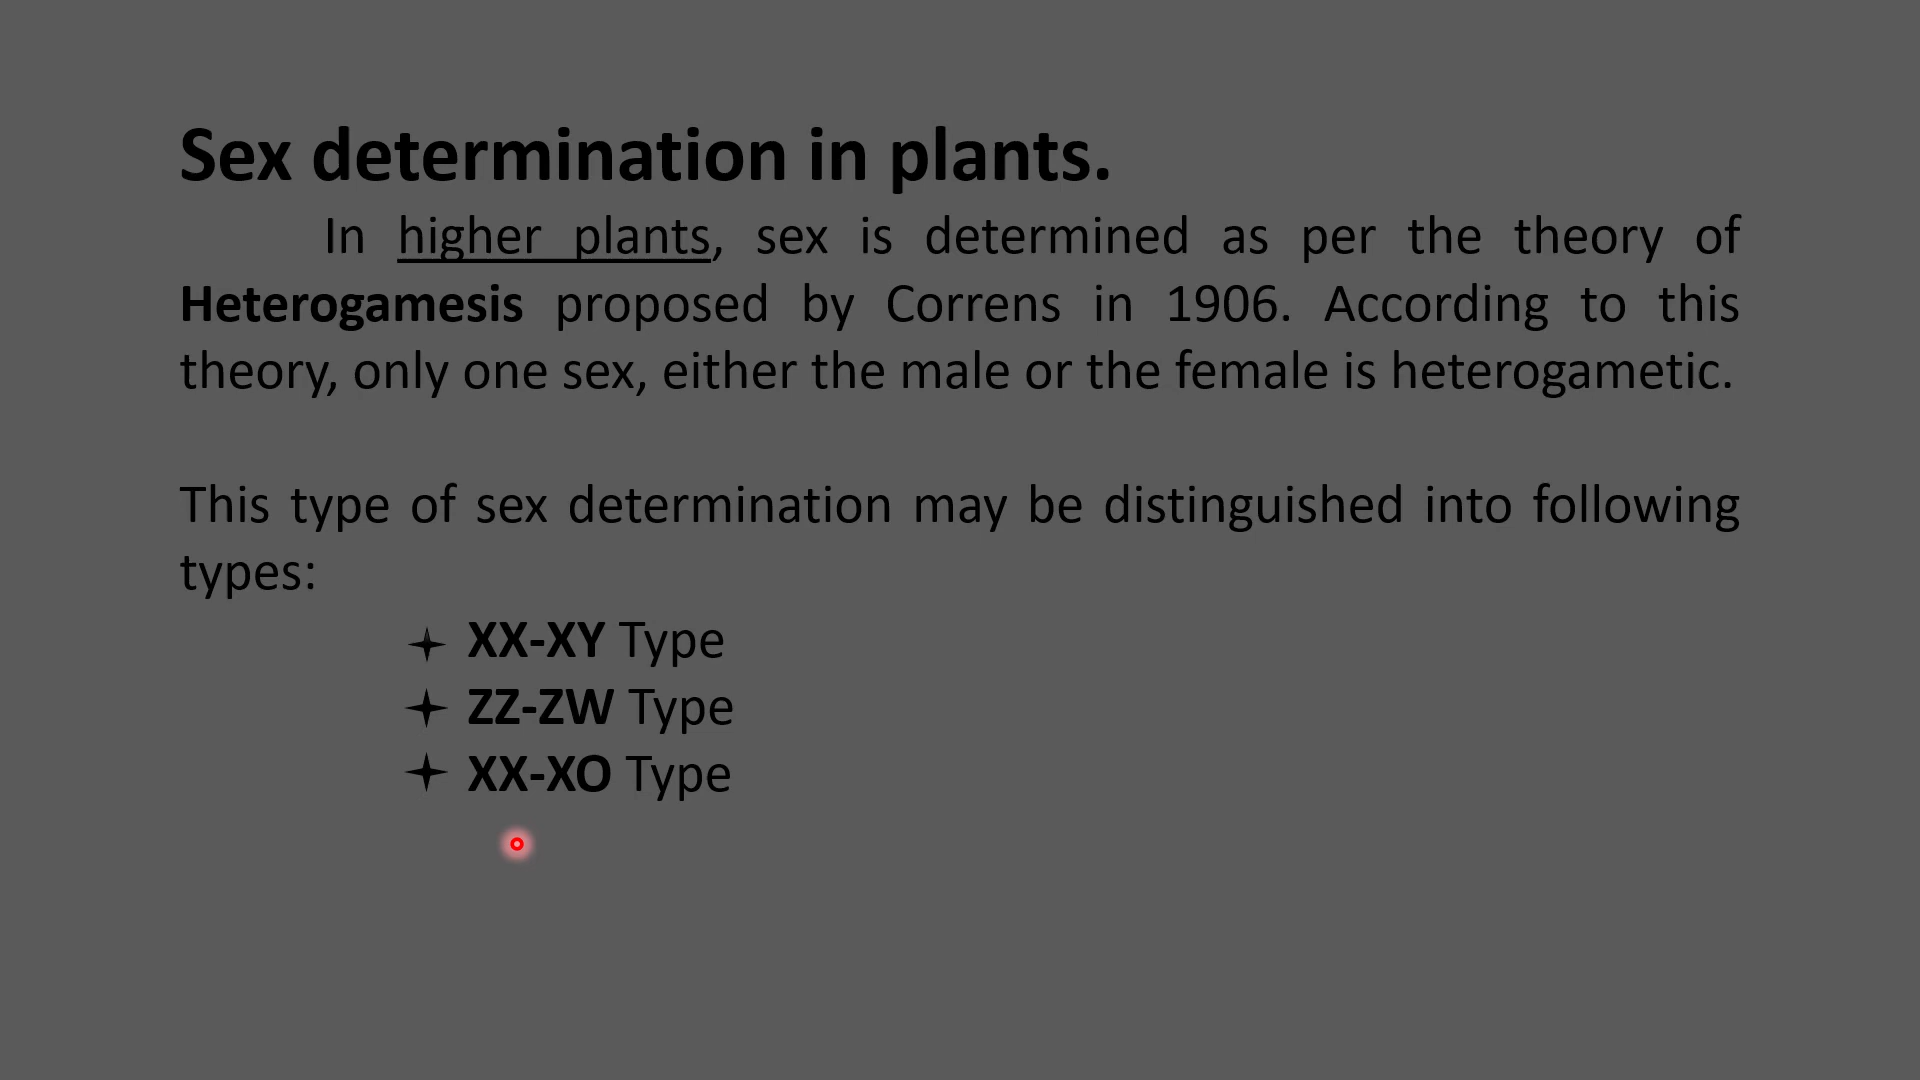 Sex determination in plants.
In higher plants, sex is determined as per the theory of
Heterogamesis proposed by Correns in 1906. According to this
theory, only one sex, either the male or the female is heterogametic.
This type of sex determination may be distinguished into following
types:
XX-XY Type
ZZ-ZW Type
XX-XO Type